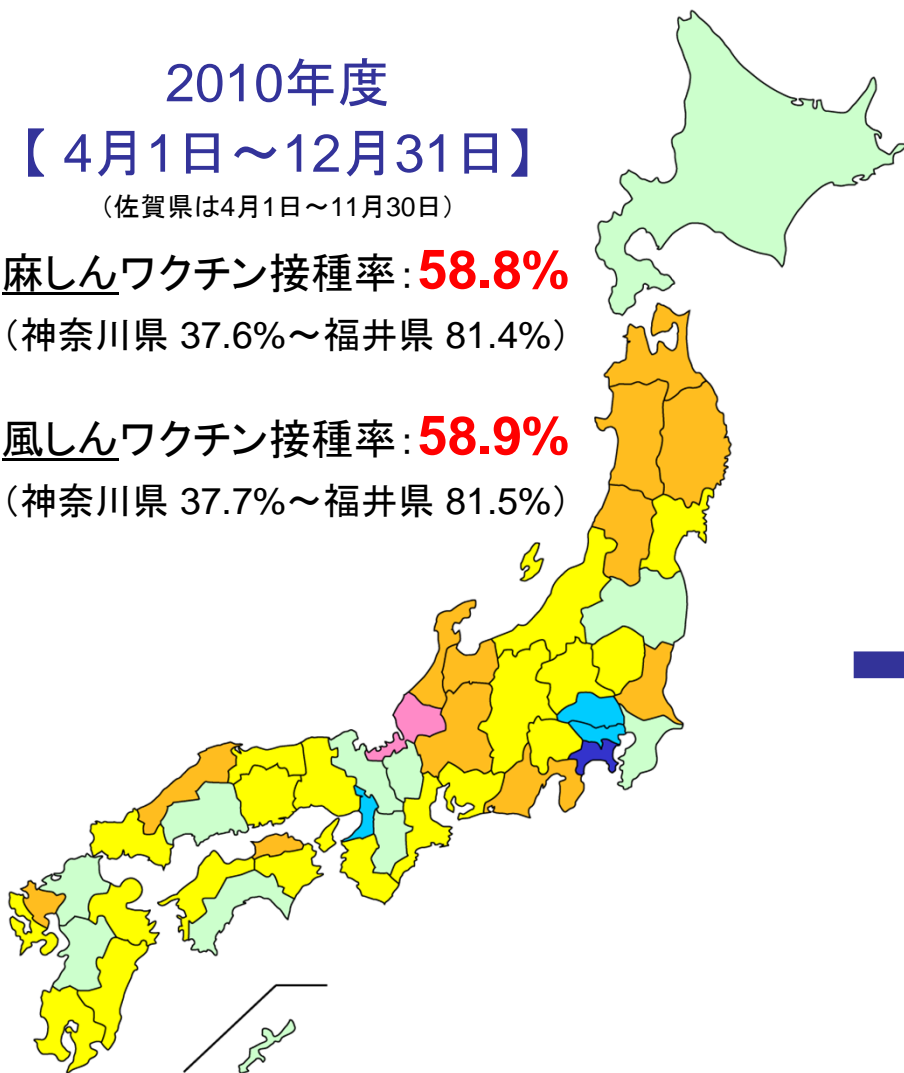 2010年度
【 4月1日～12月31日】
（佐賀県は4月1日～11月30日）
麻しんワクチン接種率：58.8%
（神奈川県 37.6%～福井県 81.4%）
風しんワクチン接種率：58.9%
（神奈川県 37.7%～福井県 81.5%）